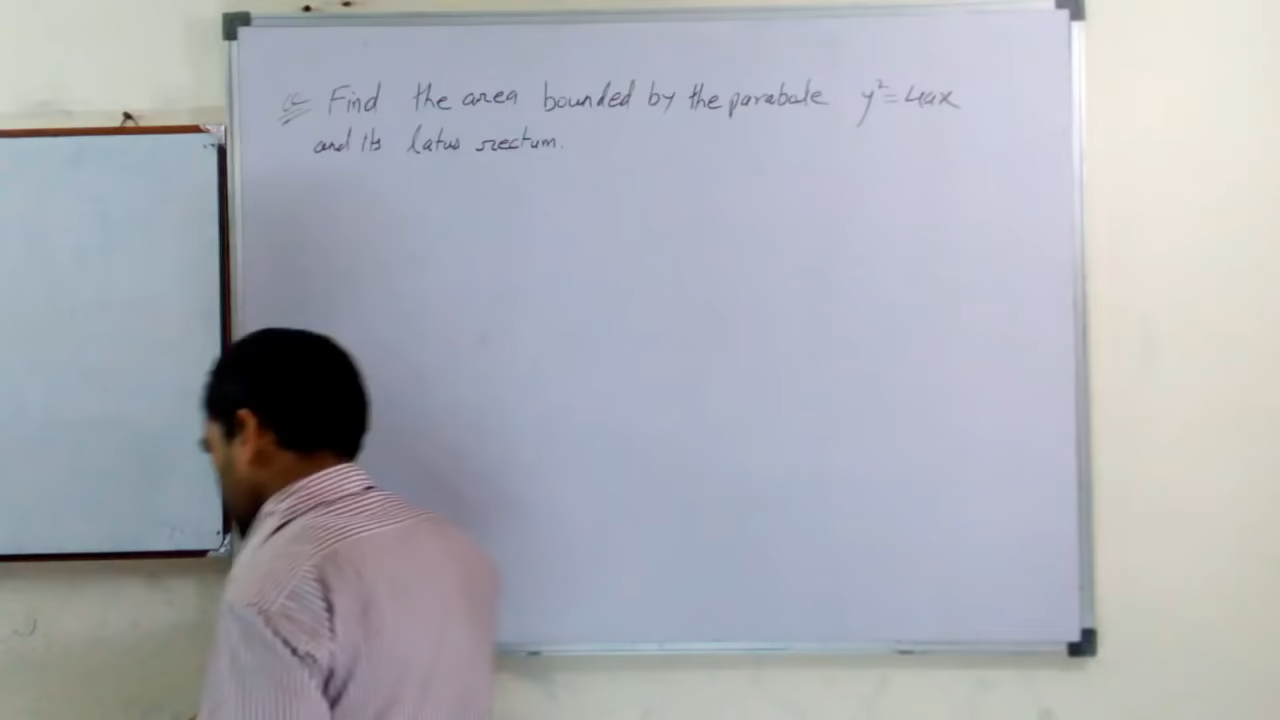 Q Find the area bounded by the parabola y² = 4ax
and its latus rectum.